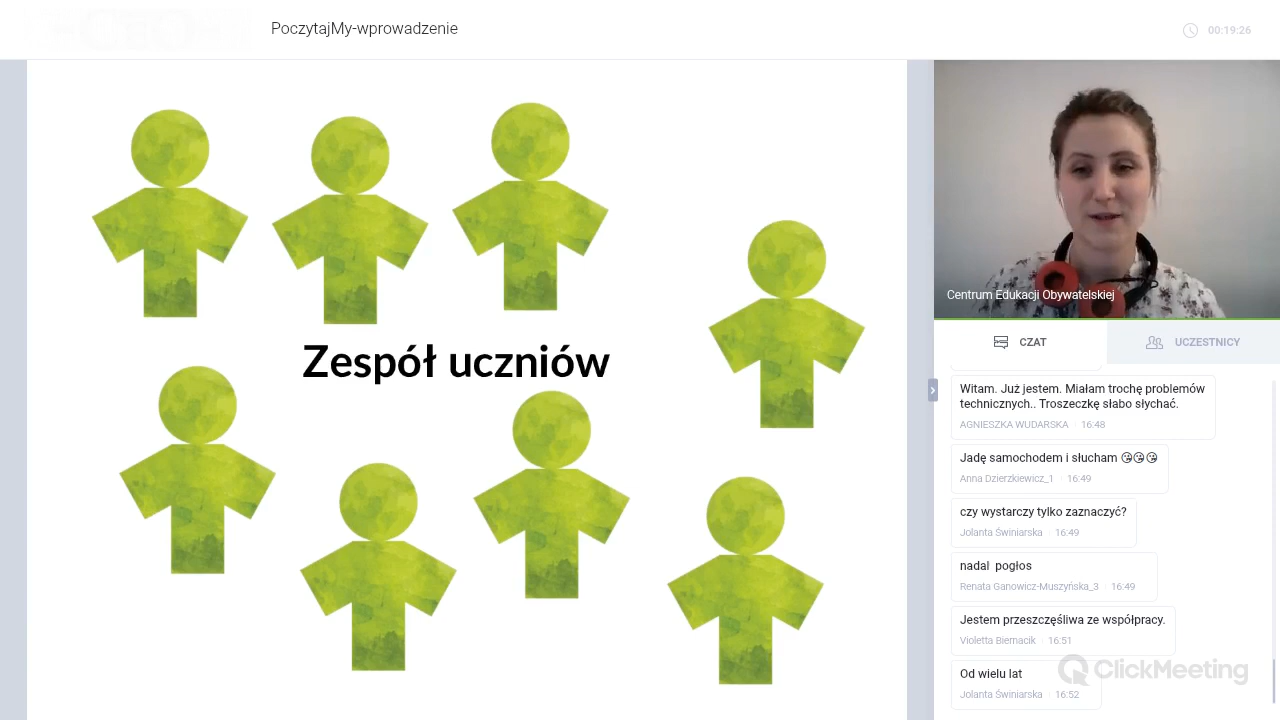 PoczytajMy-wprowadzenie
00:19:26
Zespół uczniów
Centrum Edukacji Obywatelskiej
CZAT
UCZESTNICY
Witam. Już jestem. Miałam trochę problemów
technicznych.. Troszeczkę słabo słychać.
AGNIESZKA WUDARSKA · 16:48
Jadę samochodem i słucham 😘😘😘
Anna Dzierzkiewicz_1 · 16:49
czy wystarczy tylko zaznaczyć?
Jolanta Świniarska · 16:49
nadal pogłos
Renata Ganowicz-Muszyńska_3 · 16:49
Jestem przeszczęśliwa ze współpracy.
Violetta Biernacik · 16:51
Od wielu lat
Jolanta Świniarska · 16:52
ClickMeeting